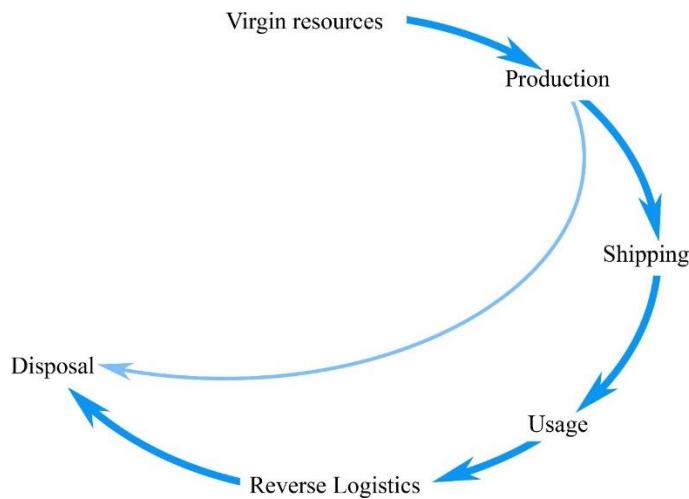 Virgin resources
Production
Shipping
Usage
Reverse Logistics
Disposal